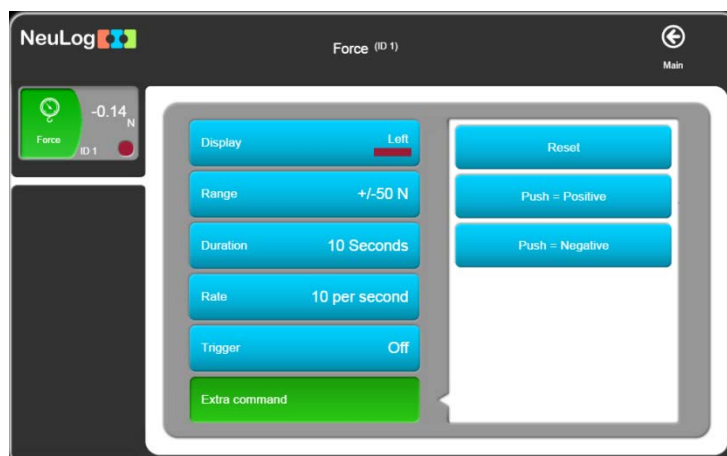 NeuLog
Force (ID 1)
Main
-0.14 N
Force
ID 1
Display Left
Range +/-50 N
Duration 10 Seconds
Rate 10 per second
Trigger Off
Extra command
Reset
Push = Positive
Push = Negative